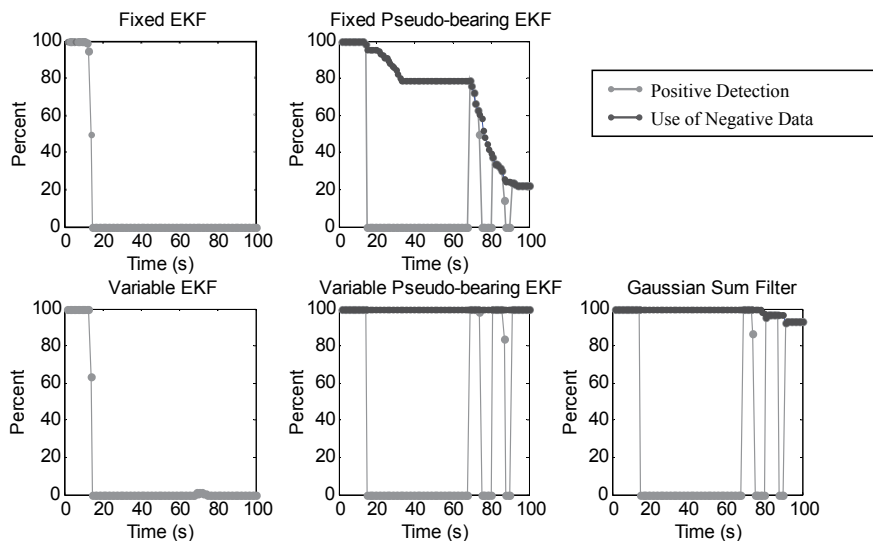 Fixed EKF
Percent
100
80
60
40
20
0
0 20 40 60 80 100
Time (s)
Fixed Pseudo-bearing EKF
Percent
100
80
60
40
20
0
0 20 40 60 80 100
Time (s)
Positive Detection
Use of Negative Data
Variable EKF
Percent
100
80
60
40
20
0
0 20 40 60 80 100
Time (s)
Variable Pseudo-bearing EKF
Percent
100
80
60
40
20
0
0 20 40 60 80 100
Time (s)
Gaussian Sum Filter
Percent
100
80
60
40
20
0
0 20 40 60 80 100
Time (s)